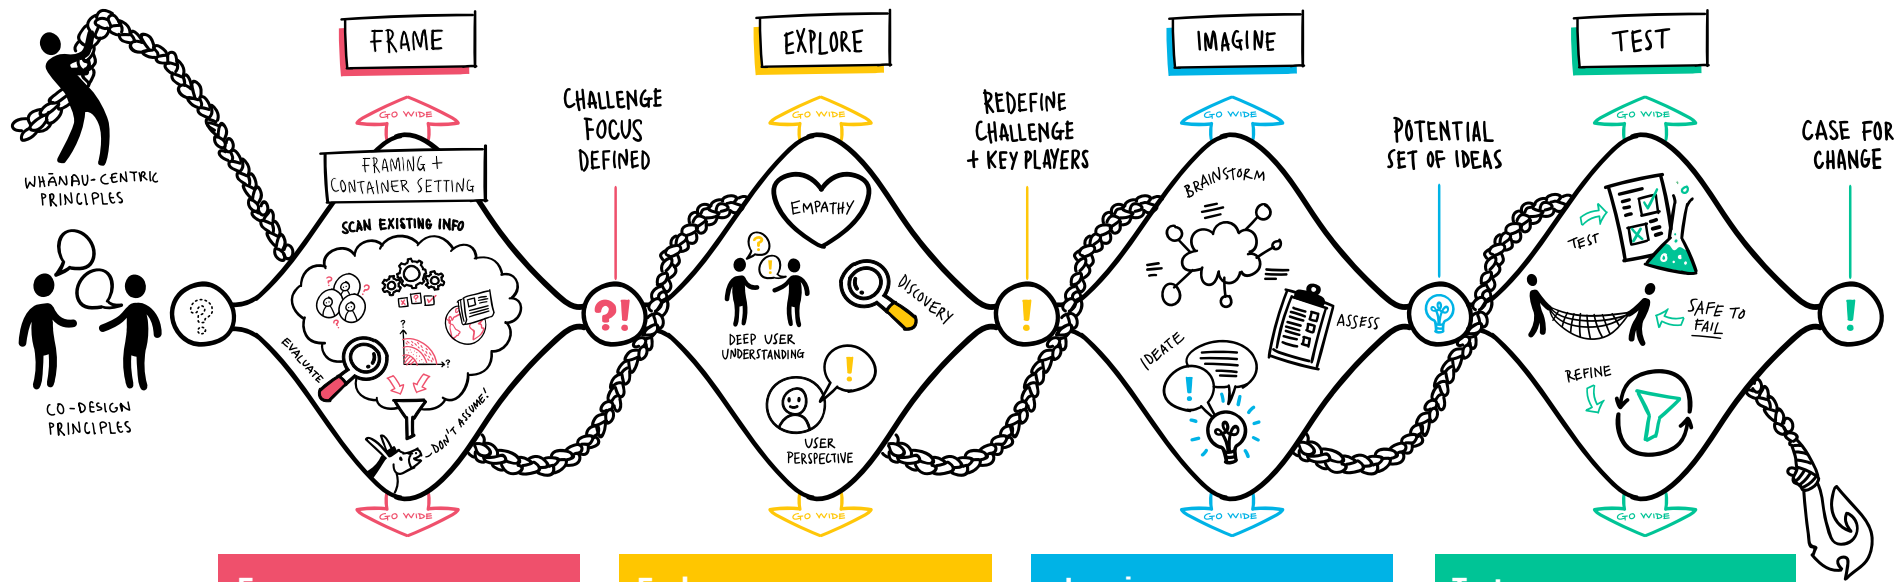 FRAME
EXPLORE
IMAGINE
TEST
WHĀNAU-CENTRIC
PRINCIPLES
CO-DESIGN
PRINCIPLES
?
GO WIDE
FRAMING +
CONTAINER SETTING
SCAN EXISTING INFO
EVALUATE
DON'T ASSUME!
GO WIDE
CHALLENGE
FOCUS
DEFINED
?!
GO WIDE
EMPATHY
DISCOVERY
DEEP USER
UNDERSTANDING
USER
PERSPECTIVE
GO WIDE
REDEFINE
CHALLENGE
+ KEY PLAYERS
!
GO WIDE
BRAINSTORM
ASSESS
IDEATE
GO WIDE
POTENTIAL
SET OF IDEAS
GO WIDE
TEST
SAFE TO
FAIL
REFINE
GO WIDE
CASE FOR
CHANGE
!